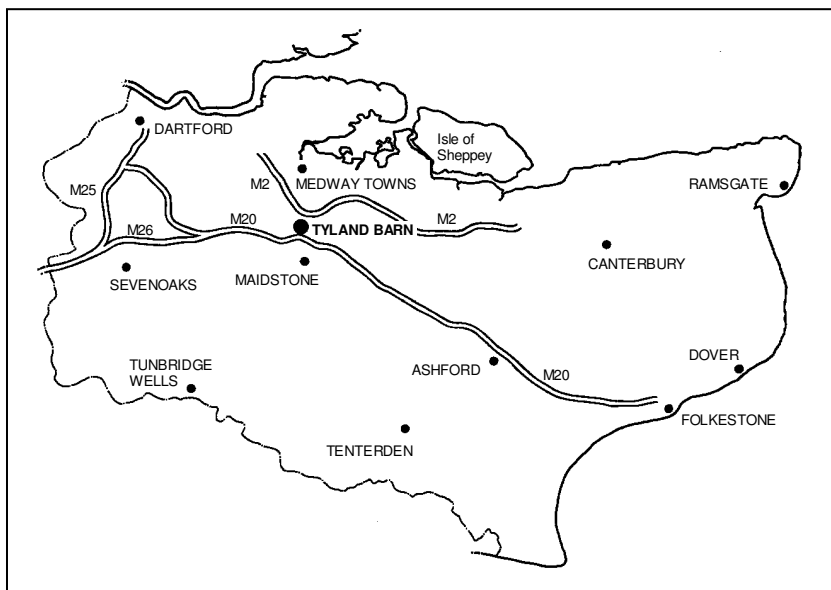 DARTFORD
Isle of
Sheppey
M25
M2
MEDWAY TOWNS
RAMSGATE
M26
M20
TYLAND BARN
M2
SEVENOAKS
MAIDSTONE
CANTERBURY
TUNBRIDGE
WELLS
ASHFORD
M20
DOVER
FOLKESTONE
TENTERDEN